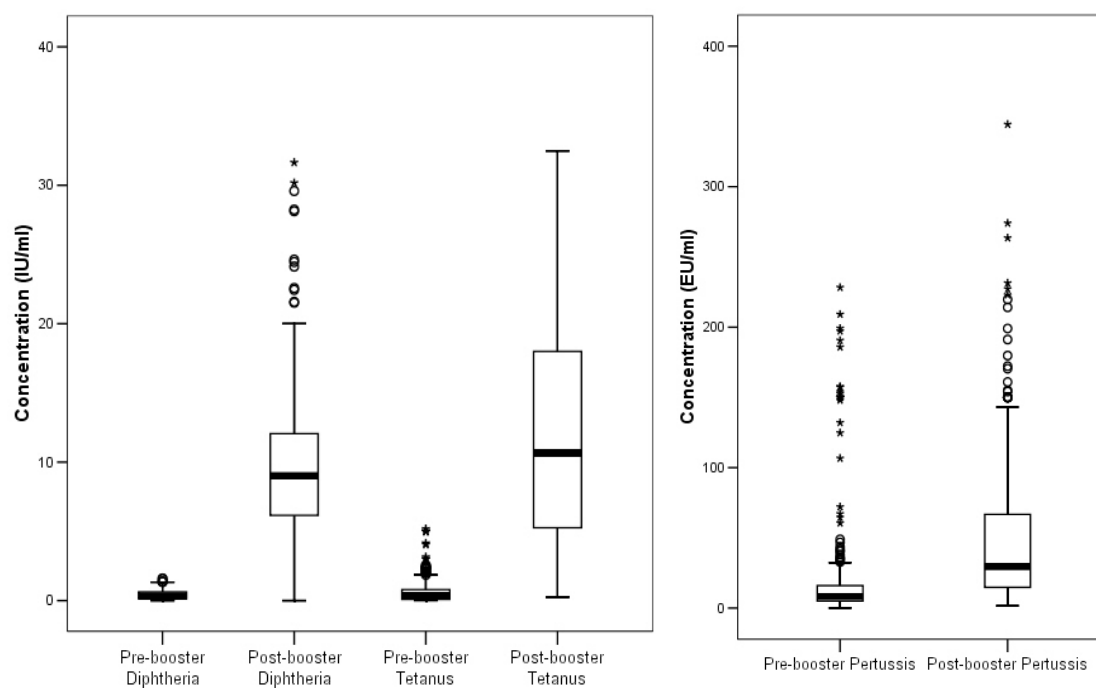 Concentration (IU/ml)
40
30
20
10
0
Pre-booster
Diphtheria
Post-booster
Diphtheria
Pre-booster
Tetanus
Post-booster
Tetanus
Concentration (EU/ml)
400
300
200
100
0
Pre-booster Pertussis
Post-booster Pertussis